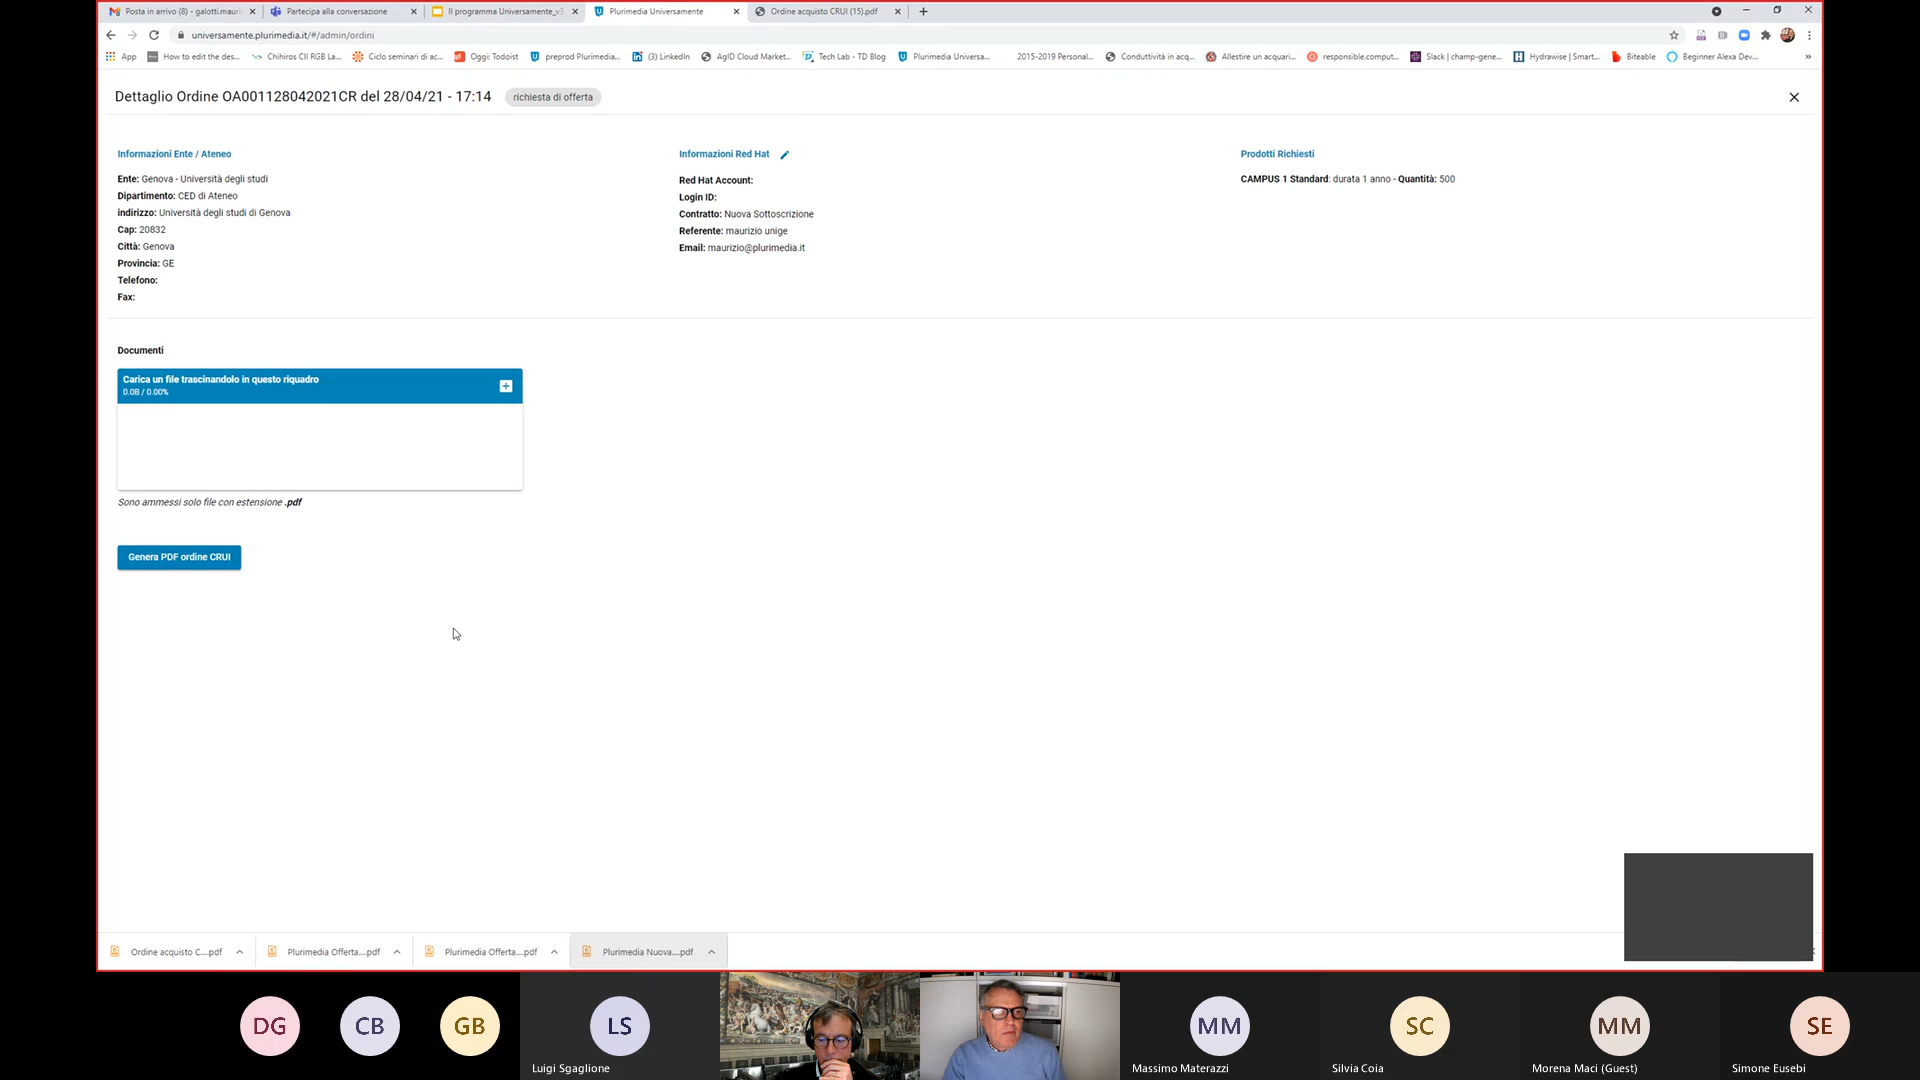 Posta in arrivo (8) - galotti.mau
Partecipa alla conversazione
Il programma Universamente_v3
Plurimedia Universamente
Ordine acquisto CRUI (15).pdf
universamente.plurimedia.it/#/admin/ordini
App
How to edit the des...
Chihiros CII RGB La...
Ciclo seminari di ac...
Oggi: Todoist
preprod Plurimedia...
(3) LinkedIn
AgID Cloud Market...
Tech Lab - TD Blog
Plurimedia Universa...
2015-2019 Personal...
Conduttività in acq...
Allestire un acquari...
responsible.comput...
Slack | champ-gene...
Hydrawise | Smart...
Biteable
Beginner Alexa Dev...
»
Dettaglio Ordine OA001128042021CR del 28/04/21 - 17:14
richiesta di offerta
Informazioni Ente / Ateneo
Ente: Genova - Università degli studi
Dipartimento: CED di Ateneo
indirizzo: Università degli studi di Genova
Cap: 20832
Città: Genova
Provincia: GE
Telefono:
Fax:
Informazioni Red Hat
Red Hat Account:
Login ID:
Contratto: Nuova Sottoscrizione
Referente: maurizio unige
Email: maurizio@plurimedia.it
Prodotti Richiesti
CAMPUS 1 Standard: durata 1 anno - Quantità: 500
Documenti
Carica un file trascinandolo in questo riquadro
0.0B / 0.00%
Sono ammessi solo file con estensione .pdf
Genera PDF ordine CRUI
Ordine acquisto C....pdf
Plurimedia Offerta....pdf
Plurimedia Offerta....pdf
Plurimedia Nuova....pdf
DG
CB
GB
LS
Luigi Sgaglione
MM
Massimo Materazzi
SC
Silvia Coia
MM
Morena Maci (Guest)
SE
Simone Eusebi